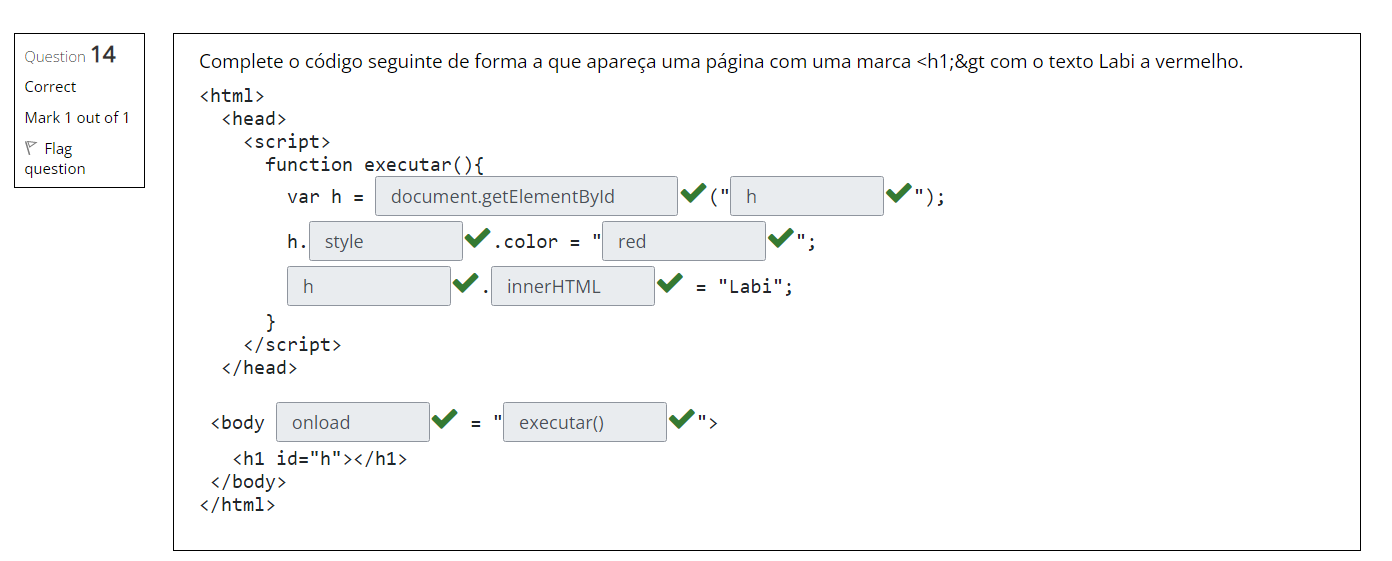 Question 14
Correct
Mark 1 out of 1
Flag
question
Complete o código seguinte de forma a que apareça uma página com uma marca <h1;&gt com o texto Labi a vermelho.
<html>
<head>
<script>
function executar(){
var h = document.getElementById ("h");
h.style.color = "red";
h.innerHTML = "Labi";
}
</script>
</head>
<body onload = "executar()">
<h1 id="h"></h1>
</body>
</html>